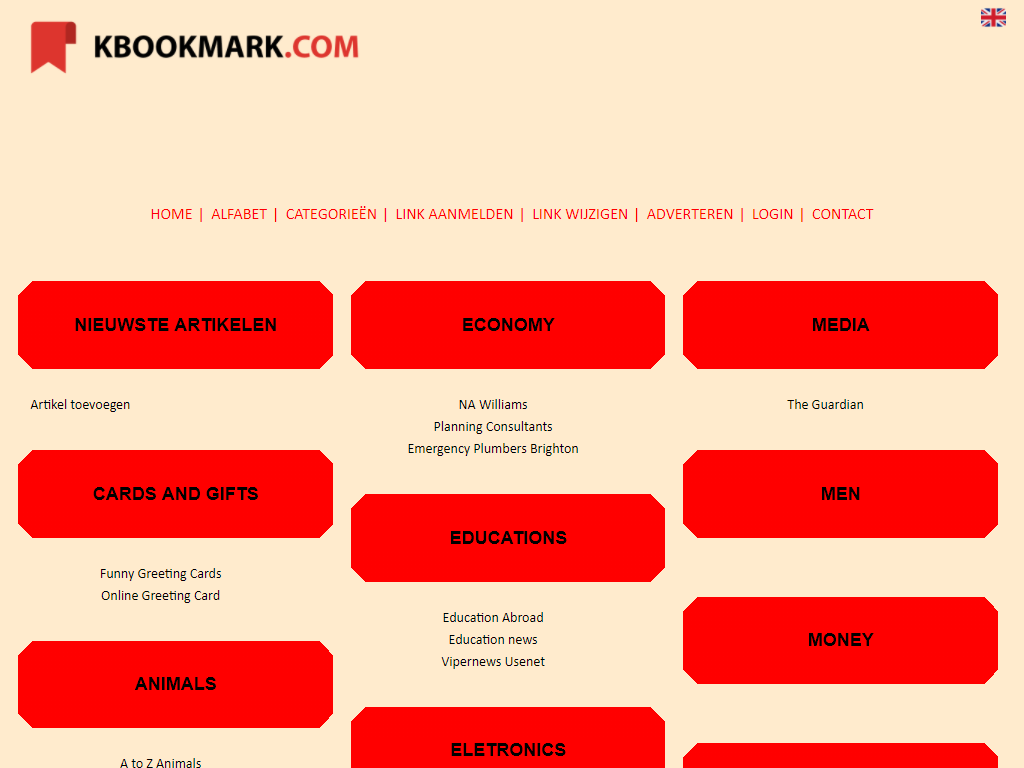 KBOOKMARK.COM
HOME | ALFABET | CATEGORIEËN | LINK AANMELDEN | LINK WIJZIGEN | ADVERTEREN | LOGIN | CONTACT
NIEUWSTE ARTIKELEN
Artikel toevoegen
CARDS AND GIFTS
Funny Greeting Cards
Online Greeting Card
ANIMALS
A to Z Animals
ECONOMY
NA Williams
Planning Consultants
Emergency Plumbers Brighton
EDUCATIONS
Education Abroad
Education news
Vipernews Usenet
ELETRONICS
MEDIA
The Guardian
MEN
MONEY